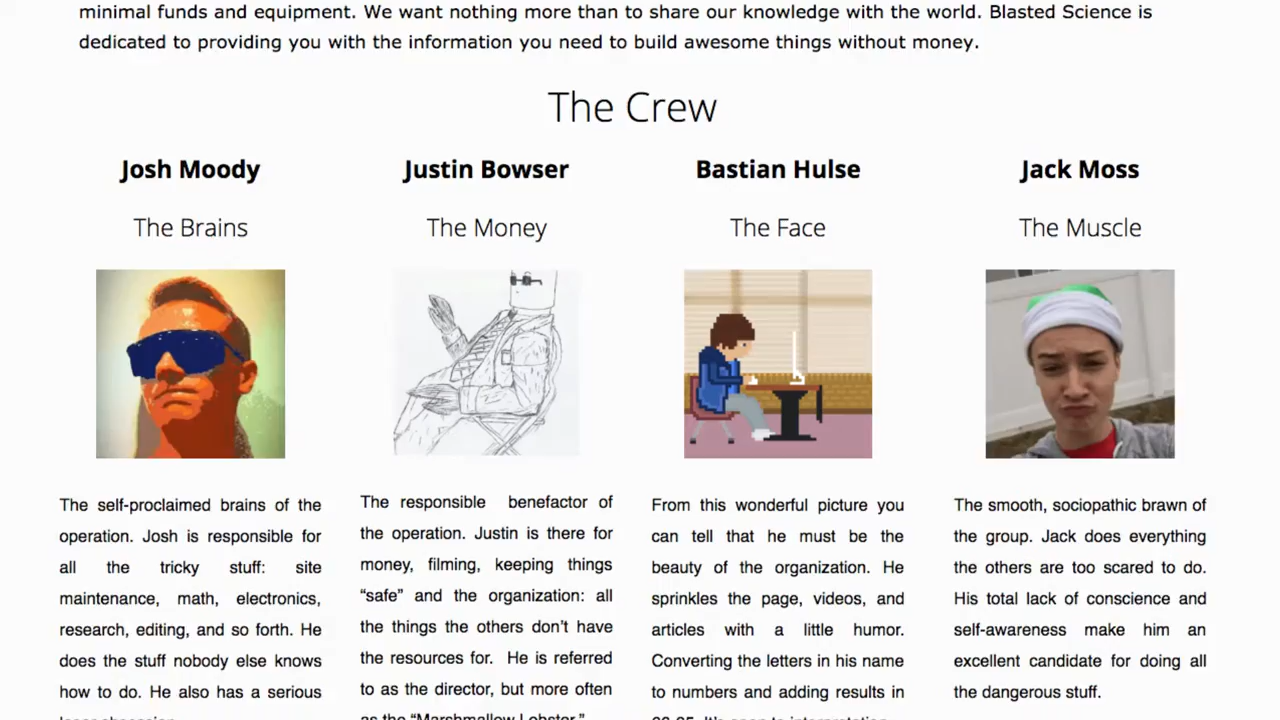 minimal funds and equipment. We want nothing more than to share our knowledge with the world. Blasted Science is
dedicated to providing you with the information you need to build awesome things without money.
The Crew
Josh Moody
The Brains
The self-proclaimed brains of the
operation. Josh is responsible for
all the tricky stuff: site
maintenance, math, electronics,
research, editing, and so forth. He
does the stuff nobody else knows
how to do. He also has a serious
Justin Bowser
The Money
The responsible benefactor of
the operation. Justin is there for
money, filming, keeping things
“safe” and the organization: all
the things the others don’t have
the resources for. He is referred
to as the director, but more often
as the “Marshmallow Lobster.”
Bastian Hulse
The Face
From this wonderful picture you
can tell that he must be the
beauty of the organization. He
sprinkles the page, videos, and
articles with a little humor.
Converting the letters in his name
to numbers and adding results in
Jack Moss
The Muscle
The smooth, sociopathic brawn of
the group. Jack does everything
the others are too scared to do.
His total lack of conscience and
self-awareness make him an
excellent candidate for doing all
the dangerous stuff.